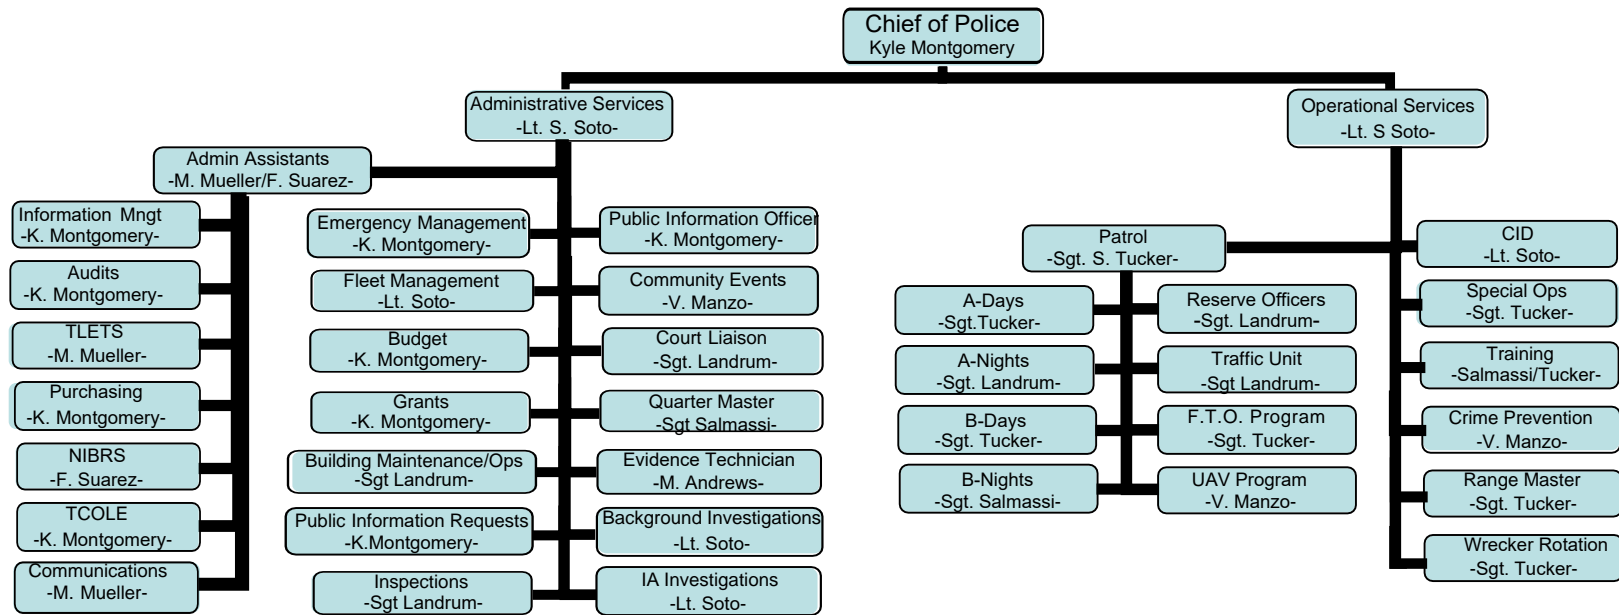 Chief of Police
Kyle Montgomery
Administrative Services
-Lt. S. Soto-
Operational Services
-Lt. S Soto-
Admin Assistants
-M. Mueller/F. Suarez-
Information Mngt
-K. Montgomery-
Audits
-K. Montgomery-
TLETS
-M. Mueller-
Purchasing
-K. Montgomery-
NIBRS
-F. Suarez-
TCOLE
-K. Montgomery-
Communications
-M. Mueller-
Emergency Management
-K. Montgomery-
Fleet Management
-Lt. Soto-
Budget
-K. Montgomery-
Grants
-K. Montgomery-
Building Maintenance/Ops
-Sgt Landrum-
Public Information Requests
-K.Montgomery-
Inspections
-Sgt Landrum-
Public Information Officer
-K. Montgomery-
Community Events
-V. Manzo-
Court Liaison
-Sgt. Landrum-
Quarter Master
-Sgt Salmassi-
Evidence Technician
-M. Andrews-
Background Investigations
-Lt. Soto-
IA Investigations
-Lt. Soto-
Patrol
-Sgt. S. Tucker-
A-Days
-Sgt.Tucker-
A-Nights
-Sgt. Landrum-
B-Days
-Sgt. Tucker-
B-Nights
-Sgt. Salmassi-
Reserve Officers
-Sgt. Landrum-
Traffic Unit
-Sgt Landrum-
F.T.O. Program
-Sgt. Tucker-
UAV Program
-V. Manzo-
CID
-Lt. Soto-
Special Ops
-Sgt. Tucker-
Training
-Salmassi/Tucker-
Crime Prevention
-V. Manzo-
Range Master
-Sgt. Tucker-
Wrecker Rotation
-Sgt. Tucker-